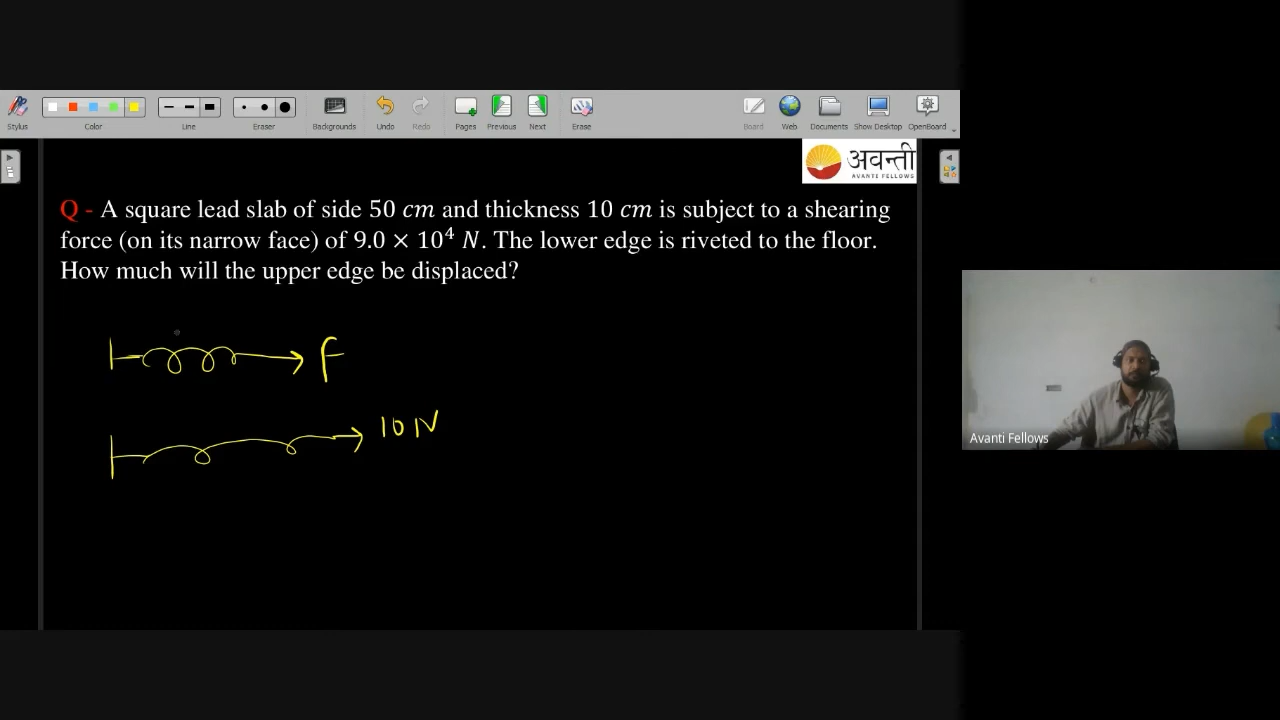 Stylus
Color
Line
Eraser
Backgrounds
Undo
Redo
Pages
Previous
Next
Erase
Board
Web
Documents
Show Desktop
OpenBoard
अवन्ती
AVANTI FELLOWS
Q - A square lead slab of side 50 cm and thickness 10 cm is subject to a shearing
force (on its narrow face) of 9.0 × 10⁴ N. The lower edge is riveted to the floor.
How much will the upper edge be displaced?
F
10 N
Avanti Fellows